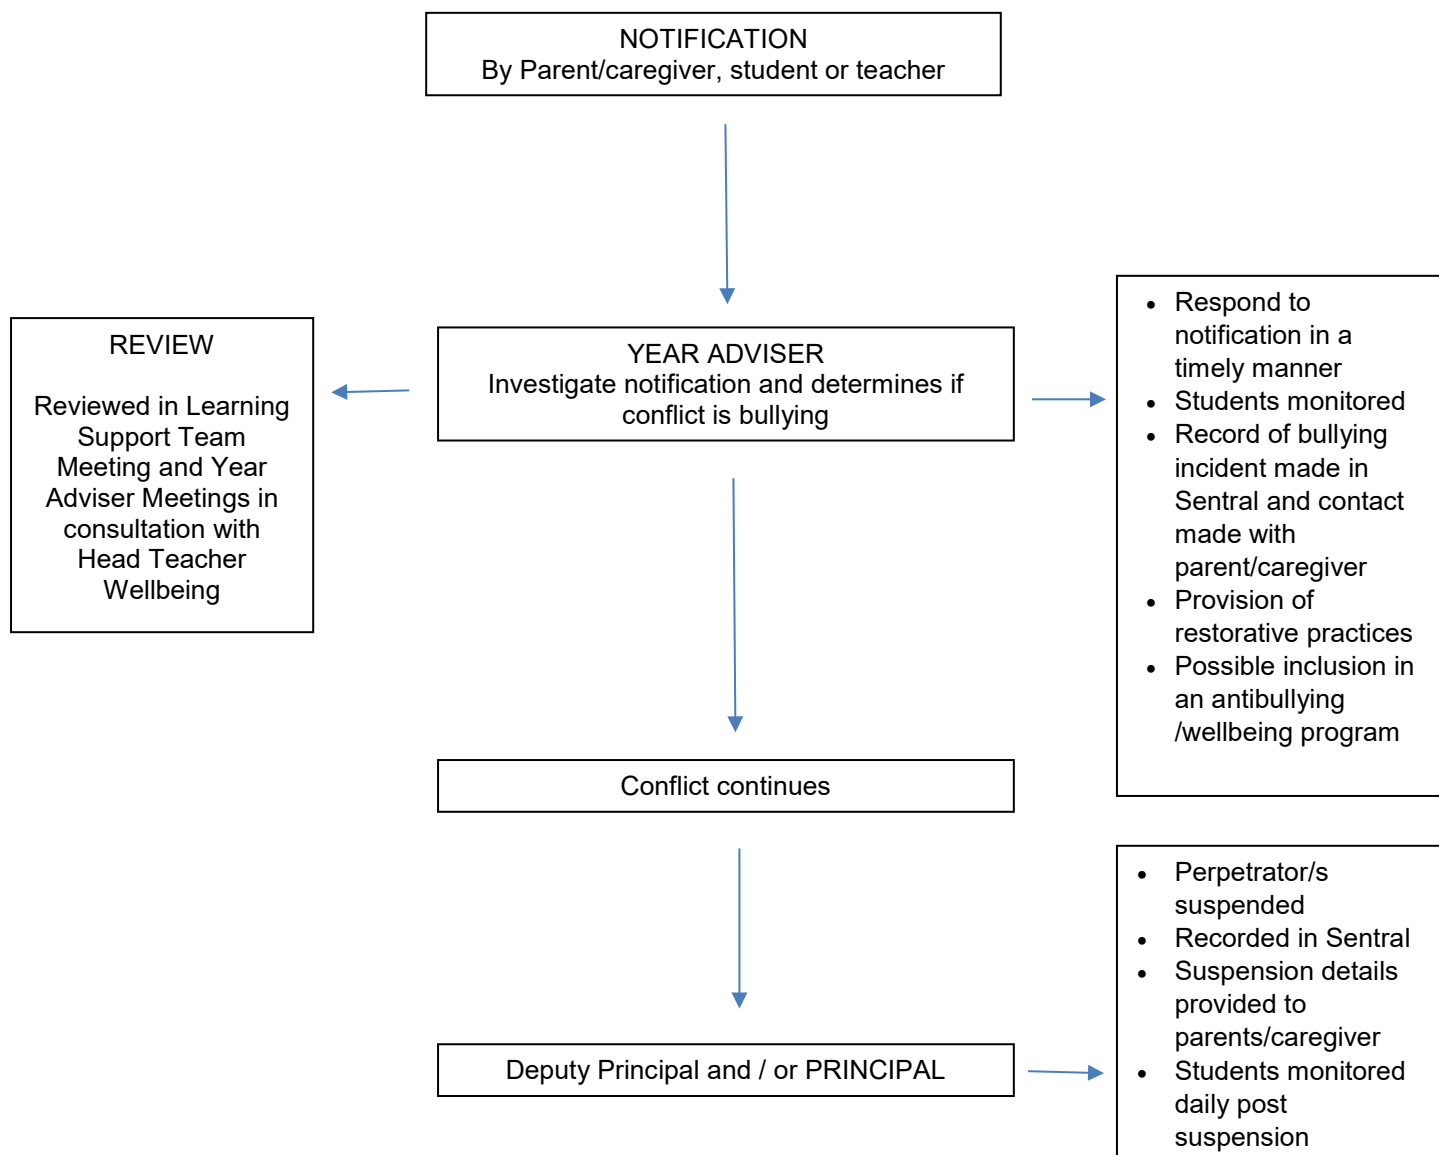 NOTIFICATION
By Parent/caregiver, student or teacher
REVIEW
Reviewed in Learning
Support Team
Meeting and Year
Adviser Meetings in
consultation with
Head Teacher
Wellbeing
YEAR ADVISER
Investigate notification and determines if
conflict is bullying
• Respond to
notification in a
timely manner
• Students monitored
• Record of bullying
incident made in
Sentral and contact
made with
parent/caregiver
• Provision of
restorative practices
• Possible inclusion in
an antibullying
/wellbeing program
Conflict continues
Deputy Principal and / or PRINCIPAL
• Perpetrator/s
suspended
• Recorded in Sentral
• Suspension details
provided to
parents/caregiver
• Students monitored
daily post
suspension